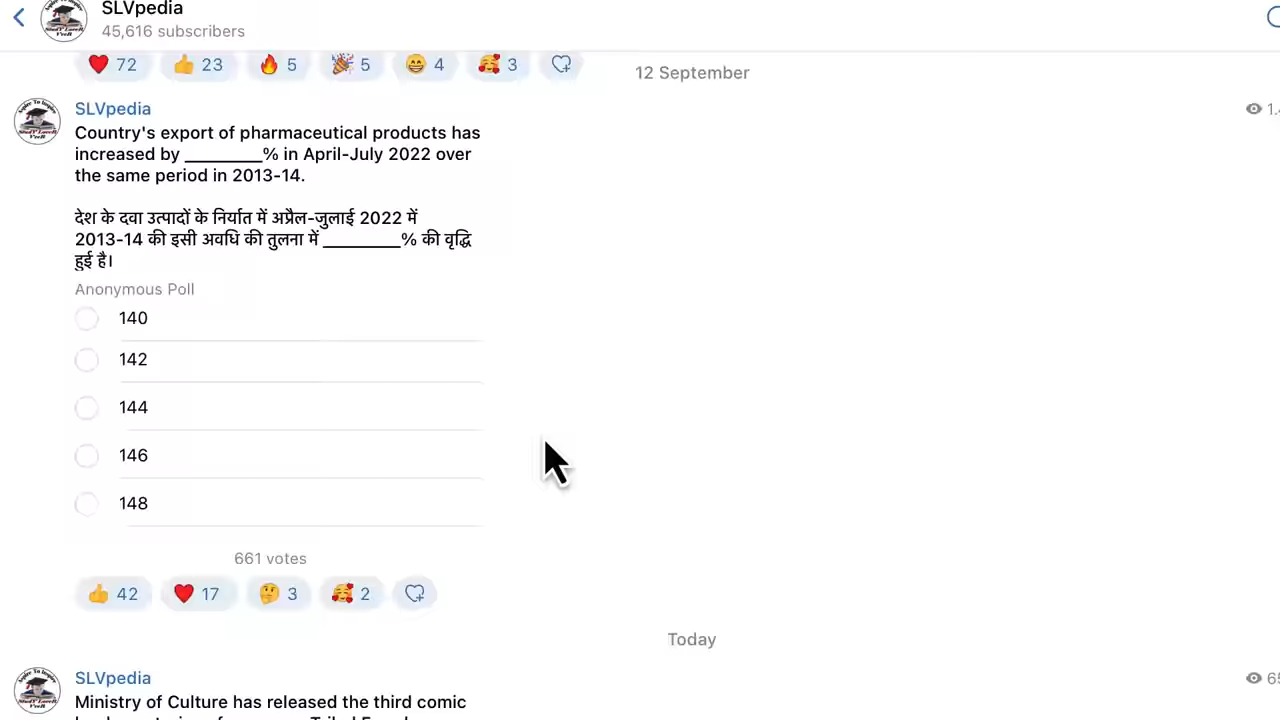 SLVpedia
45,616 subscribers
72 23 5 5 4 3
12 September
SLVpedia
Country's export of pharmaceutical products has
increased by _________% in April-July 2022 over
the same period in 2013-14.
देश के दवा उत्पादों के निर्यात में अप्रैल-जुलाई 2022 में
2013-14 की इसी अवधि की तुलना में _________% की वृद्धि
हुई है।
Anonymous Poll
140
142
144
146
148
661 votes
42 17 3 2
Today
SLVpedia
Ministry of Culture has released the third comic